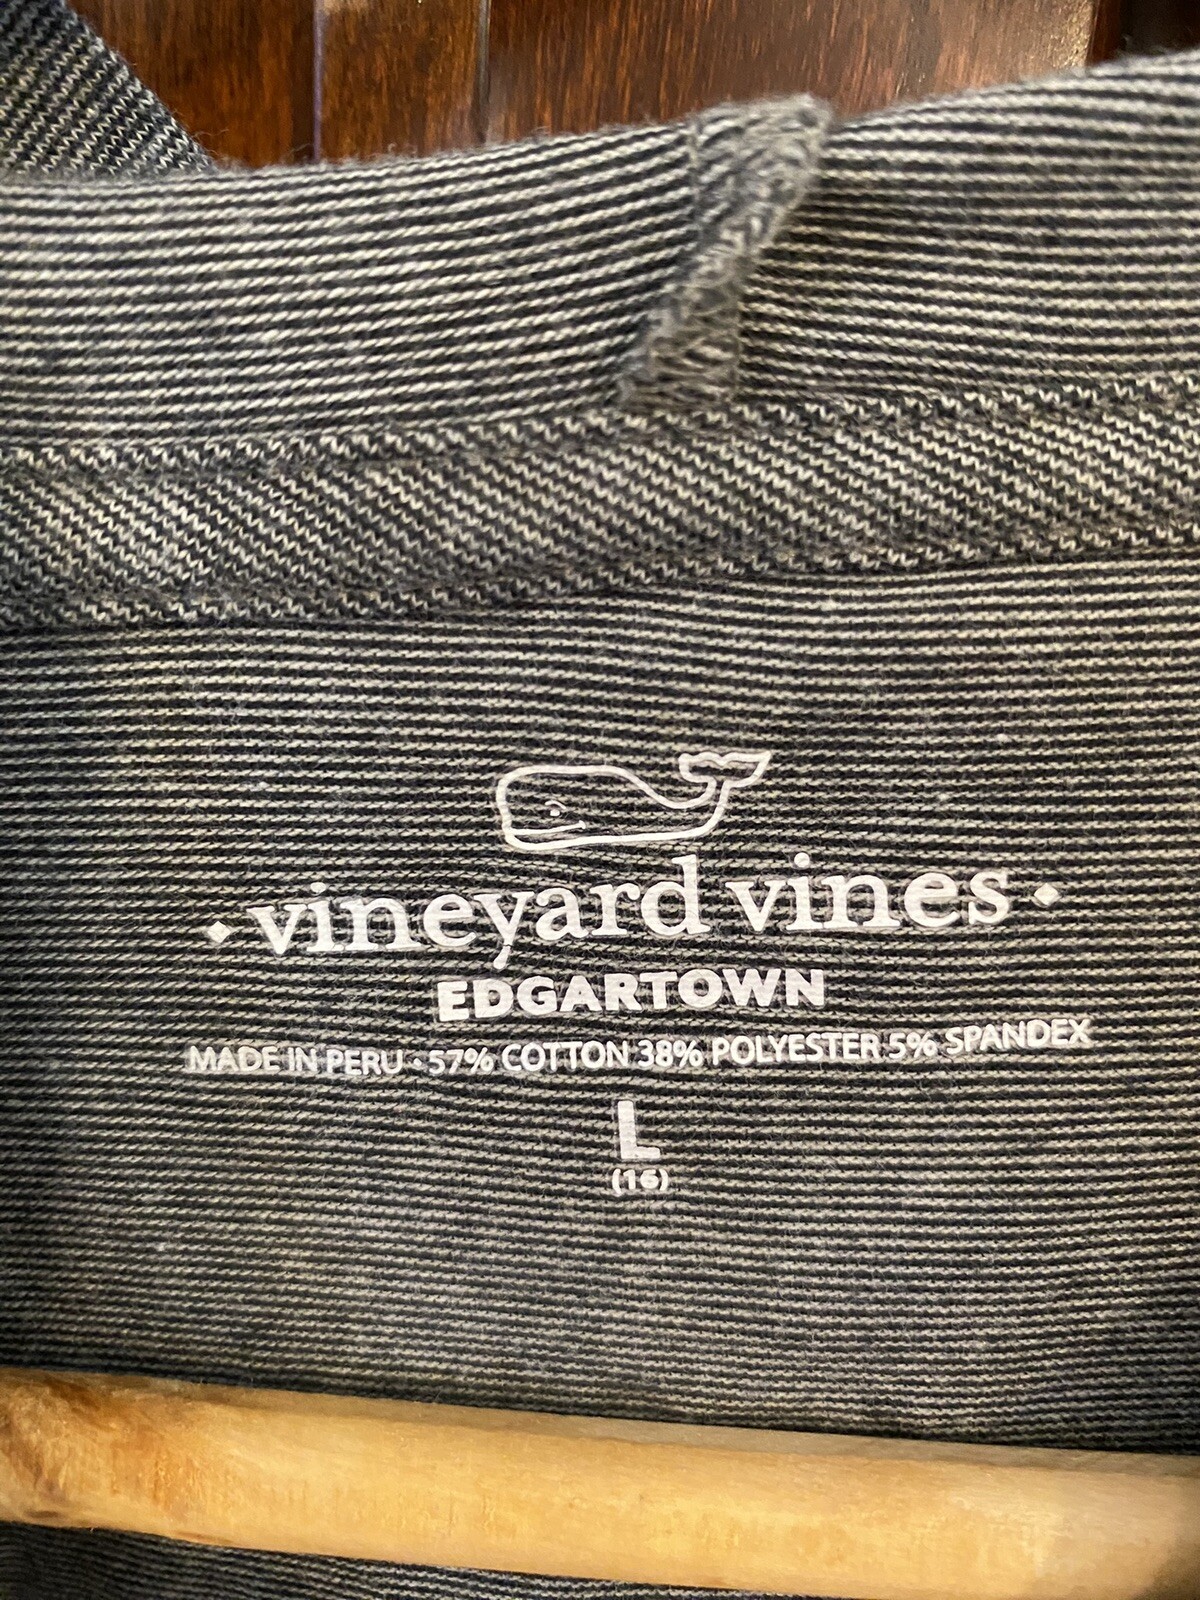 · vineyard vines ·
EDGARTOWN
MADE IN PERU · 57% COTTON 38% POLYESTER 5% SPANDEX
L
(16)